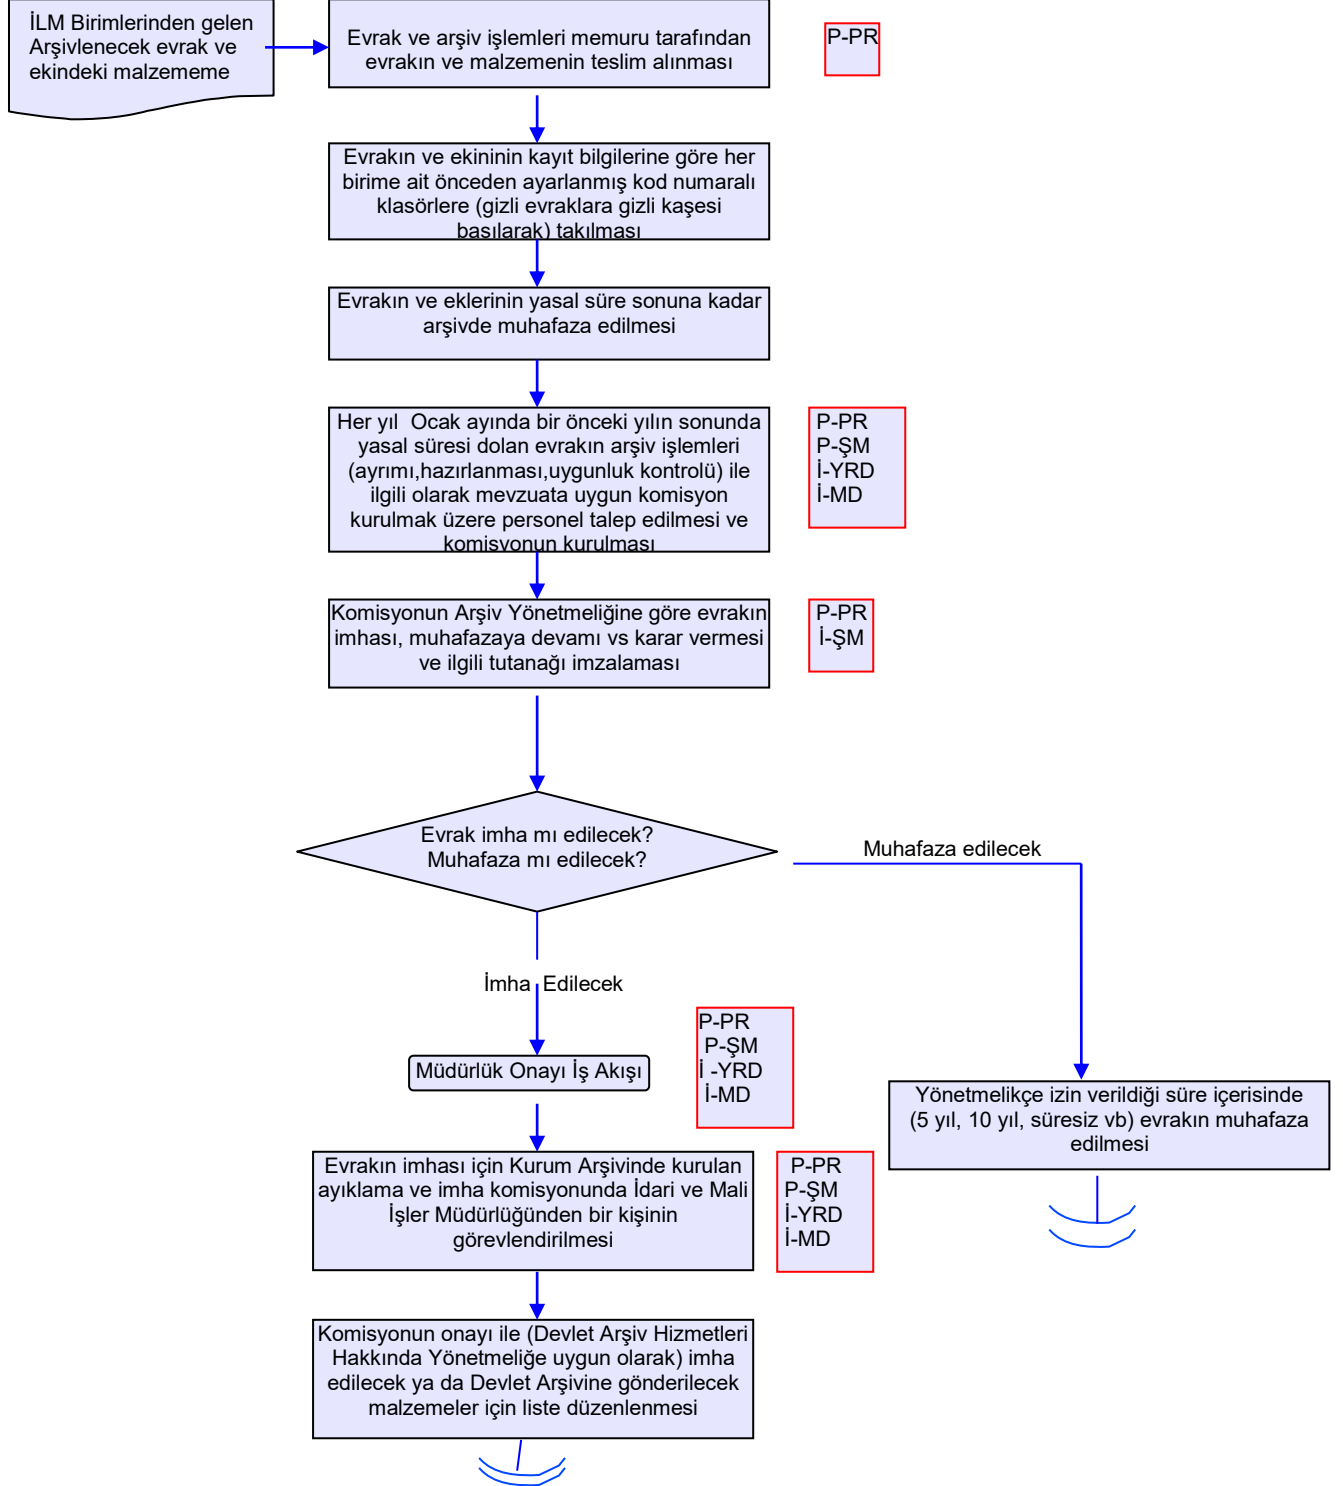 İLM Birimlerinden gelen
Arşivlenecek evrak ve
ekindeki malzememe
Evrak ve arşiv işlemleri memuru tarafından
evrakın ve malzemenin teslim alınması
P-PR
Evrakın ve ekininin kayıt bilgilerine göre her
birime ait önceden ayarlanmış kod numaralı
klasörlere (gizli evraklara gizli kaşesi
basılarak) takılması
Evrakın ve eklerinin yasal süre sonuna kadar
arşivde muhafaza edilmesi
Her yıl  Ocak ayında bir önceki yılın sonunda
yasal süresi dolan evrakın arşiv işlemleri
(ayrımı,hazırlanması,uygunluk kontrolü) ile
ilgili olarak mevzuata uygun komisyon
kurulmak üzere personel talep edilmesi ve
komisyonun kurulması
P-PR
P-ŞM
İ-YRD
İ-MD
Komisyonun Arşiv Yönetmeliğine göre evrakın
imhası, muhafazaya devamı vs karar vermesi
ve ilgili tutanağı imzalaması
P-PR
İ-ŞM
Evrak imha mı edilecek?
Muhafaza mı edilecek?
Muhafaza edilecek
İmha  Edilecek
P-PR
P-ŞM
İ -YRD
İ-MD
Müdürlük Onayı İş Akışı
Yönetmelikçe izin verildiği süre içerisinde
(5 yıl, 10 yıl, süresiz vb) evrakın muhafaza
edilmesi
Evrakın imhası için Kurum Arşivinde kurulan
ayıklama ve imha komisyonunda İdari ve Mali
İşler Müdürlüğünden bir kişinin
görevlendirilmesi
P-PR
P-ŞM
İ-YRD
İ-MD
Komisyonun onayı ile (Devlet Arşiv Hizmetleri
Hakkında Yönetmeliğe uygun olarak) imha
edilecek ya da Devlet Arşivine gönderilecek
malzemeler için liste düzenlenmesi